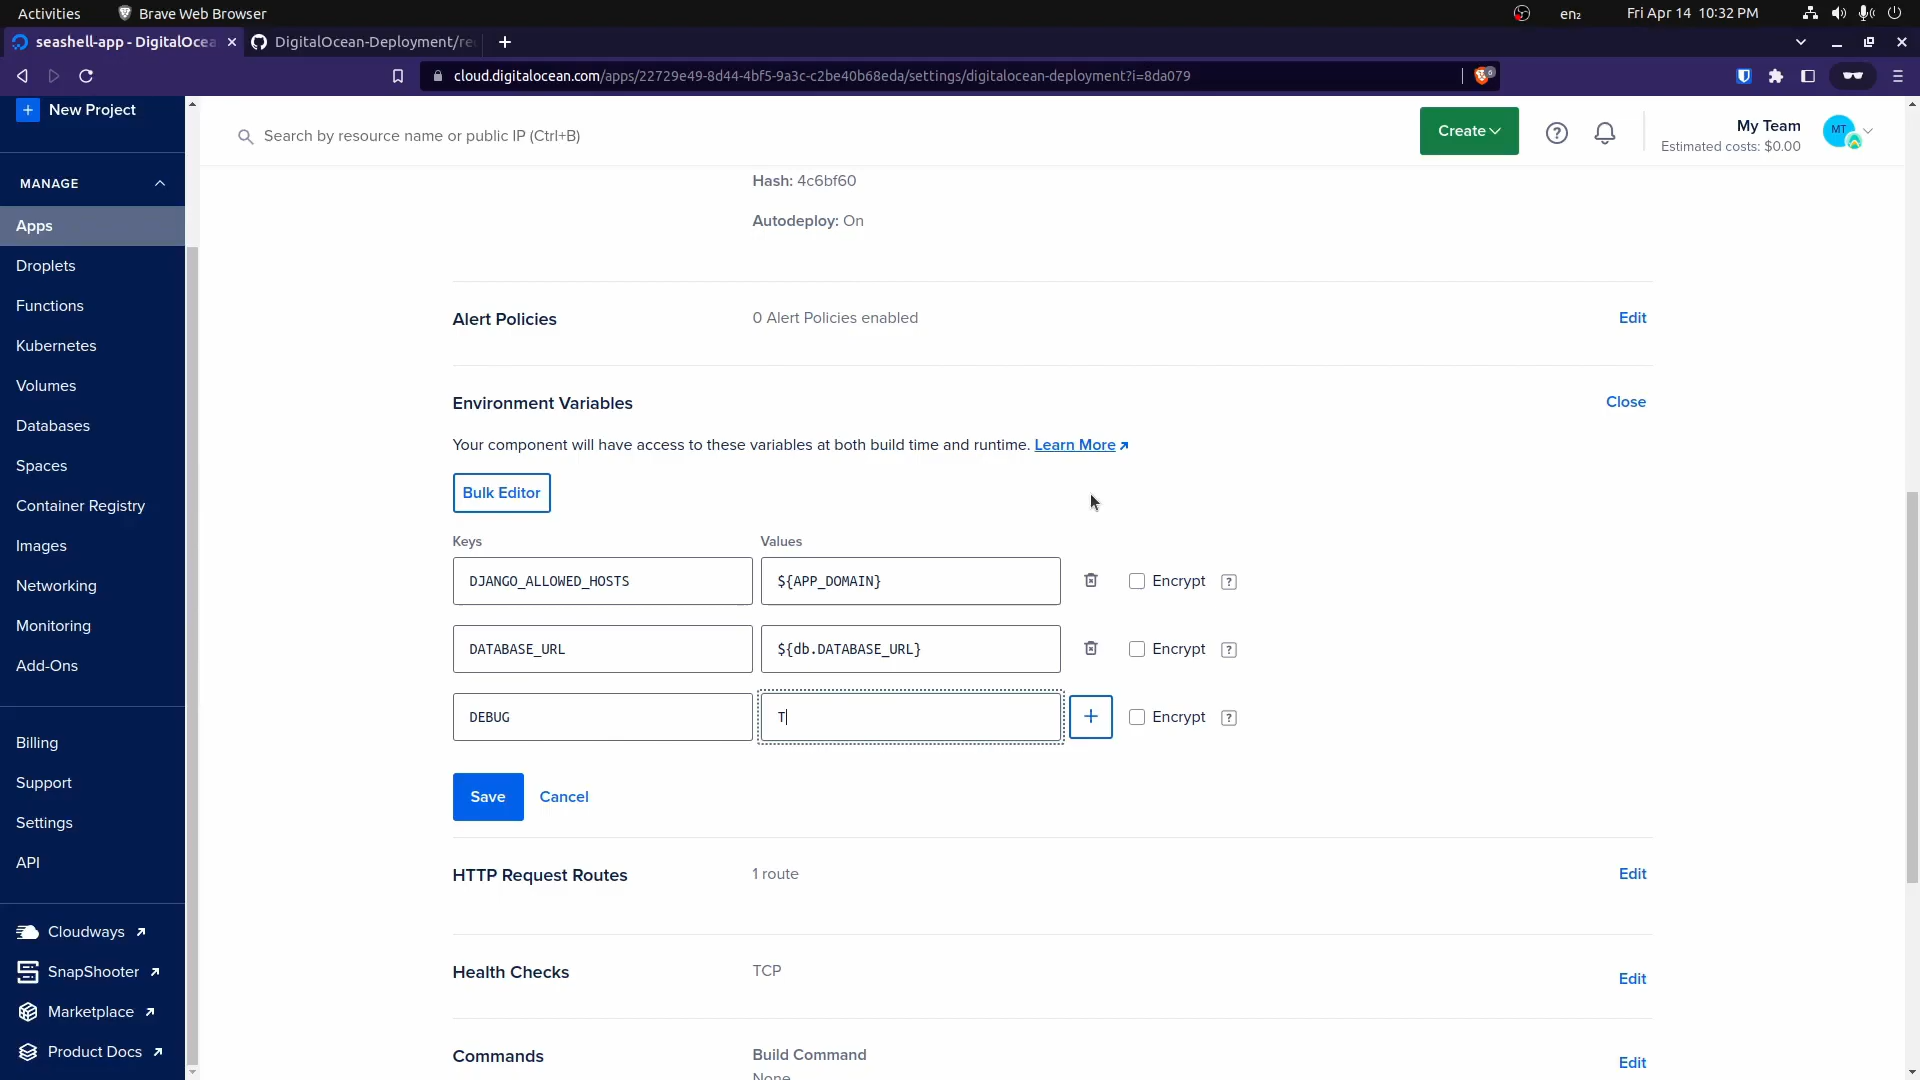 Activities
Brave Web Browser
en₂
Fri Apr 14 10:32 PM
seashell-app - DigitalOcea
DigitalOcean-Deployment/re
cloud.digitalocean.com/apps/22729e49-8d44-4bf5-9a3c-c2be40b68eda/settings/digitalocean-deployment?i=8da079
New Project
Search by resource name or public IP (Ctrl+B)
Create
My Team
Estimated costs: $0.00
MT
MANAGE
Apps
Droplets
Functions
Kubernetes
Volumes
Databases
Spaces
Container Registry
Images
Networking
Monitoring
Add-Ons
Billing
Support
Settings
API
Cloudways
SnapShooter
Marketplace
Product Docs
Hash: 4c6bf60
Autodeploy: On
Alert Policies
0 Alert Policies enabled
Edit
Environment Variables
Close
Your component will have access to these variables at both build time and runtime. Learn More
Bulk Editor
Keys
Values
DJANGO_ALLOWED_HOSTS
${APP_DOMAIN}
Encrypt
?
DATABASE_URL
${db.DATABASE_URL}
Encrypt
?
DEBUG
T
+
Encrypt
?
Save
Cancel
HTTP Request Routes
1 route
Edit
Health Checks
TCP
Edit
Commands
Build Command
Edit
None